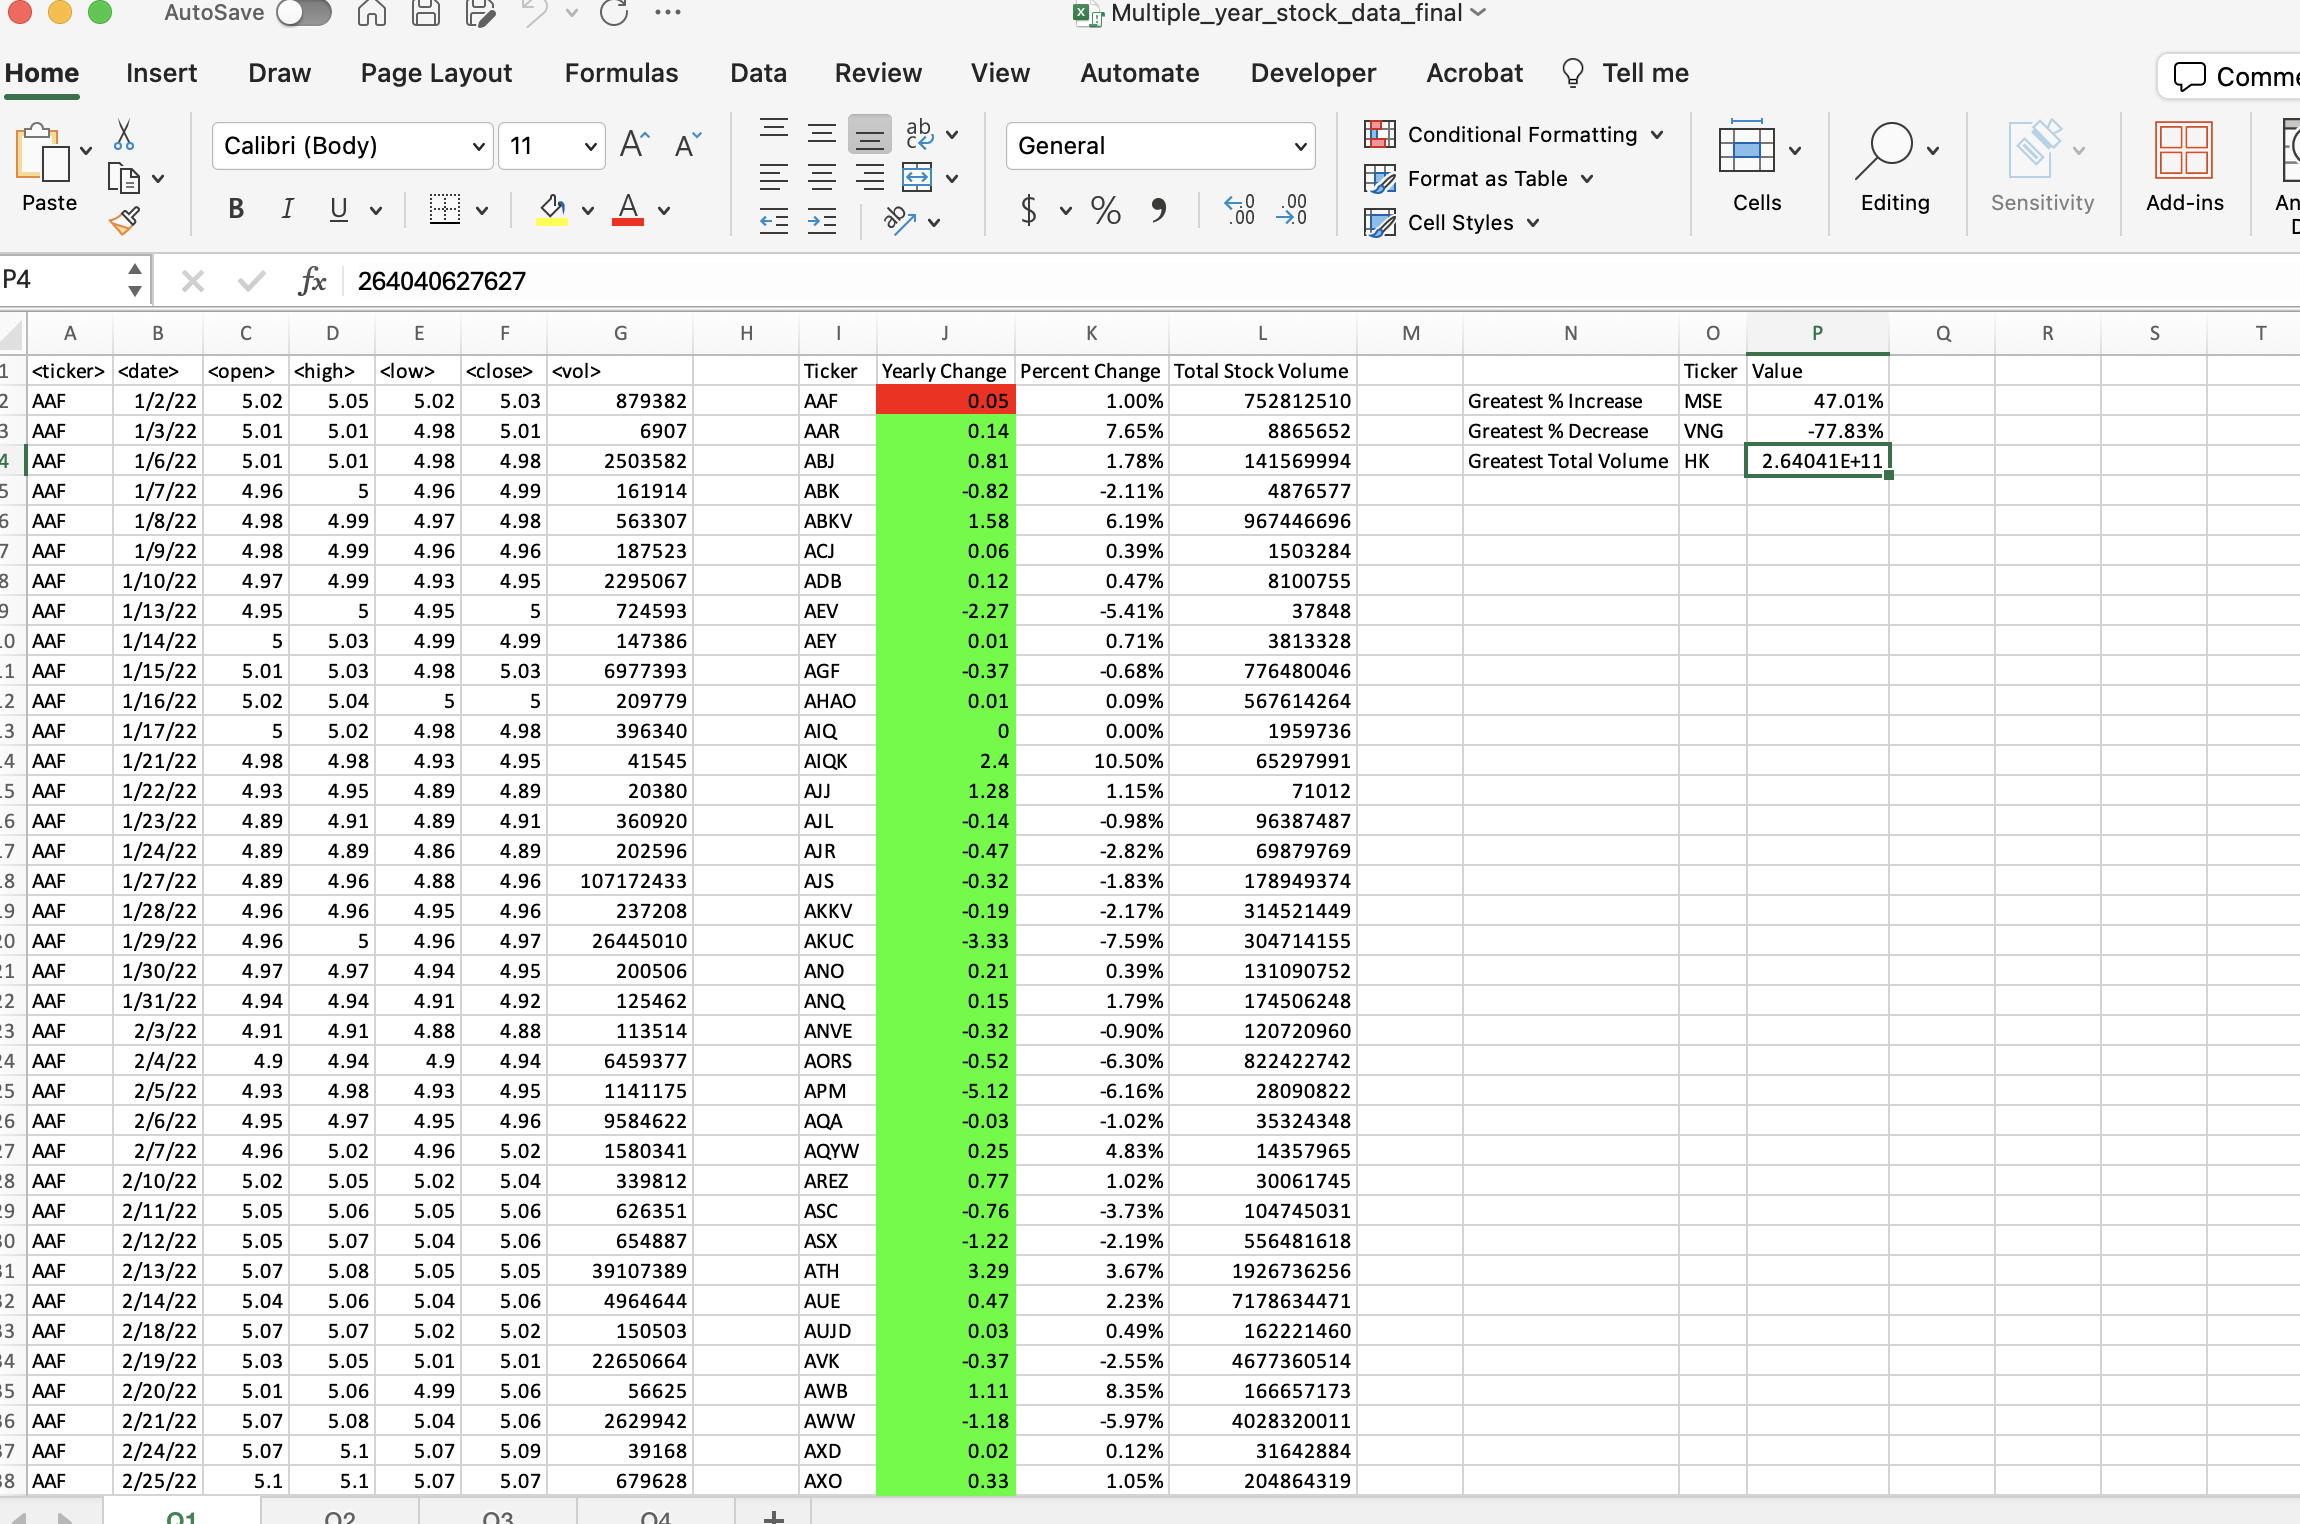 AutoSave
Multiple_year_stock_data_final
Home Insert Draw Page Layout Formulas Data Review View Automate Developer Acrobat Tell me
Paste Calibri (Body) 11 General Conditional Formatting Format as Table Cell Styles Cells Editing Sensitivity Add-ins
P4 fx 264040627627
A B C D E F G H I J K L M N O P Q R S T
1 <ticker> <date> <open> <high> <low> <close> <vol> Ticker Yearly Change Percent Change Total Stock Volume Ticker Value
2 AAF 1/2/22 5.02 5.05 5.02 5.03 879382 AAF 0.05 1.00% 752812510 Greatest % Increase MSE 47.01%
3 AAF 1/3/22 5.01 5.01 4.98 5.01 6907 AAR 0.14 7.65% 8865652 Greatest % Decrease VNG -77.83%
4 AAF 1/6/22 5.01 5.01 4.98 4.98 2503582 ABJ 0.81 1.78% 141569994 Greatest Total Volume HK 2.64041E+11
5 AAF 1/7/22 4.96 5 4.96 4.99 161914 ABK -0.82 -2.11% 4876577
6 AAF 1/8/22 4.98 4.99 4.97 4.98 563307 ABKV 1.58 6.19% 967446696
7 AAF 1/9/22 4.98 4.99 4.96 4.96 187523 ACJ 0.06 0.39% 1503284
8 AAF 1/10/22 4.97 4.99 4.93 4.95 2295067 ADB 0.12 0.47% 8100755
9 AAF 1/13/22 4.95 5 4.95 5 724593 AEV -2.27 -5.41% 37848
AAF 1/14/22 5 5.03 4.99 4.99 147386 AEY 0.01 0.71% 3813328
AAF 1/15/22 5.01 5.03 4.98 5.03 6977393 AGF -0.37 -0.68% 776480046
AAF 1/16/22 5.02 5.04 5 5 209779 AHAO 0.01 0.09% 567614264
AAF 1/17/22 5 5.02 4.98 4.98 396340 AIQ 0 0.00% 1959736
AAF 1/21/22 4.98 4.98 4.93 4.95 41545 AIQK 2.4 10.50% 65297991
AAF 1/22/22 4.93 4.95 4.89 4.89 20380 AJJ 1.28 1.15% 71012
AAF 1/23/22 4.89 4.91 4.89 4.91 360920 AJL -0.14 -0.98% 96387487
AAF 1/24/22 4.89 4.89 4.86 4.89 202596 AJR -0.47 -2.82% 69879769
AAF 1/27/22 4.89 4.96 4.88 4.96 107172433 AJS -0.32 -1.83% 178949374
AAF 1/28/22 4.96 4.96 4.95 4.96 237208 AKKV -0.19 -2.17% 314521449
AAF 1/29/22 4.96 5 4.96 4.97 26445010 AKUC -3.33 -7.59% 304714155
AAF 1/30/22 4.97 4.97 4.94 4.95 200506 ANO 0.21 0.39% 131090752
AAF 1/31/22 4.94 4.94 4.91 4.92 125462 ANQ 0.15 1.79% 174506248
AAF 2/3/22 4.91 4.91 4.88 4.88 113514 ANVE -0.32 -0.90% 120720960
AAF 2/4/22 4.9 4.94 4.9 4.94 6459377 AORS -0.52 -6.30% 822422742
AAF 2/5/22 4.93 4.98 4.93 4.95 1141175 APM -5.12 -6.16% 28090822
AAF 2/6/22 4.95 4.97 4.95 4.96 9584622 AQA -0.03 -1.02% 35324348
AAF 2/7/22 4.96 5.02 4.96 5.02 1580341 AQYW 0.25 4.83% 14357965
AAF 2/10/22 5.02 5.05 5.02 5.04 339812 AREZ 0.77 1.02% 30061745
AAF 2/11/22 5.05 5.06 5.05 5.06 626351 ASC -0.76 -3.73% 104745031
AAF 2/12/22 5.05 5.07 5.04 5.06 654887 ASX -1.22 -2.19% 556481618
AAF 2/13/22 5.07 5.08 5.05 5.05 39107389 ATH 3.29 3.67% 1926736256
AAF 2/14/22 5.04 5.06 5.04 5.06 4964644 AUE 0.47 2.23% 7178634471
AAF 2/18/22 5.07 5.07 5.02 5.02 150503 AUJD 0.03 0.49% 162221460
AAF 2/19/22 5.03 5.05 5.01 5.01 22650664 AVK -0.37 -2.55% 4677360514
AAF 2/20/22 5.01 5.06 4.99 5.06 56625 AWB 1.11 8.35% 166657173
AAF 2/21/22 5.07 5.08 5.04 5.06 2629942 AWW -1.18 -5.97% 4028320011
AAF 2/24/22 5.07 5.1 5.07 5.09 39168 AXD 0.02 0.12% 31642884
AAF 2/25/22 5.1 5.1 5.07 5.07 679628 AXO 0.33 1.05% 204864319
Q1 Q2 Q3 Q4 +